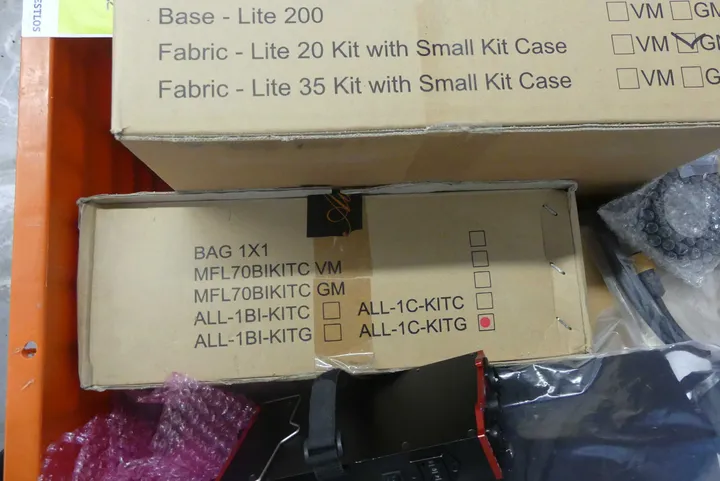 ESTLOS
Base - Lite 200 VM
Fabric - Lite 20 Kit with Small Kit Case VM
Fabric - Lite 35 Kit with Small Kit Case VM
BAG 1X1
MFL70BIKITC VM
MFL70BIKITC GM
ALL-1BI-KITC ALL-1C-KITC
ALL-1BI-KITG ALL-1C-KITG